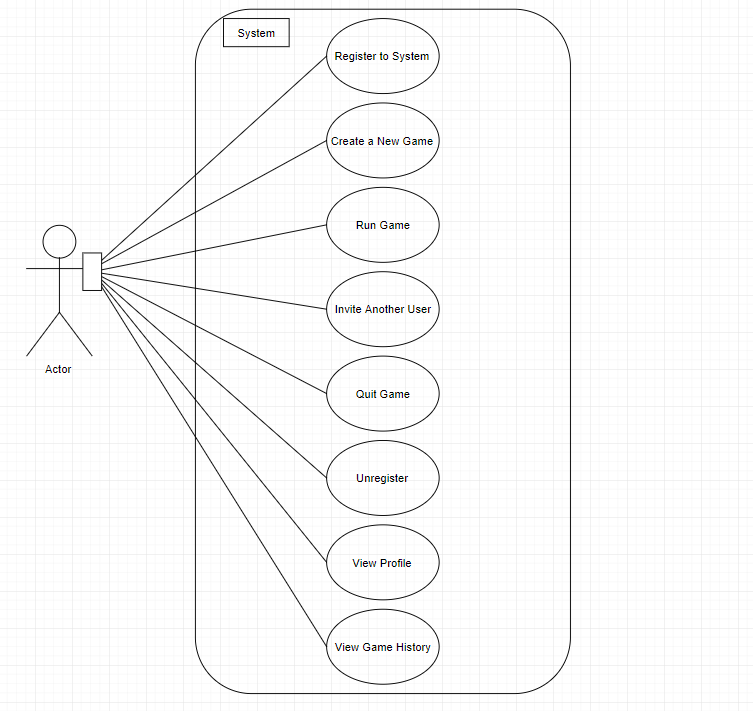 System
Register to System
Create a New Game
Run Game
Invite Another User
Quit Game
Actor
Unregister
View Profile
View Game History